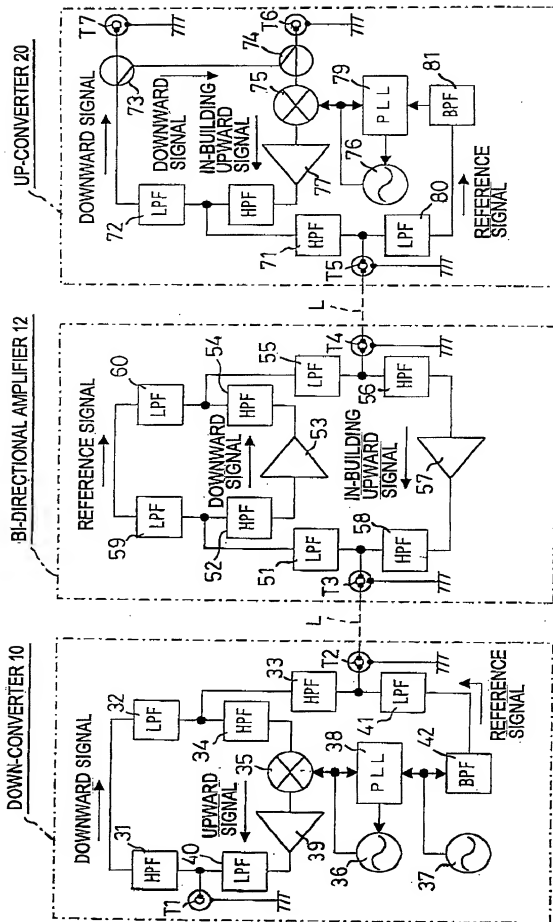 DOWN-CONVERTER 10
DOWNWARD SIGNAL
31
HPF
32
LPF
T1
40
LPF
UPWARD
SIGNAL
34
HPF
33
HPF
T2
39
35
41
LPF
36
38
PLL
37
42
BPF
REFERENCE
SIGNAL
L
BI-DIRECTIONAL AMPLIFIER 12
REFERENCE SIGNAL
59
LPF
60
LPF
52
HPF
DOWNWARD
SIGNAL
53
54
HPF
51
LPF
55
LPF
T3
T4
58
HPF
IN-BUILDING
UPWARD
SIGNAL
57
56
HPF
L
UP-CONVERTER 20
DOWNWARD SIGNAL
T7
72
LPF
73
DOWNWARD
SIGNAL
IN-BUILDING
UPWARD
SIGNAL
T6
74
HPF
77
75
71
HPF
T5
76
79
PLL
80
LPF
81
BPF
REFERENCE
SIGNAL